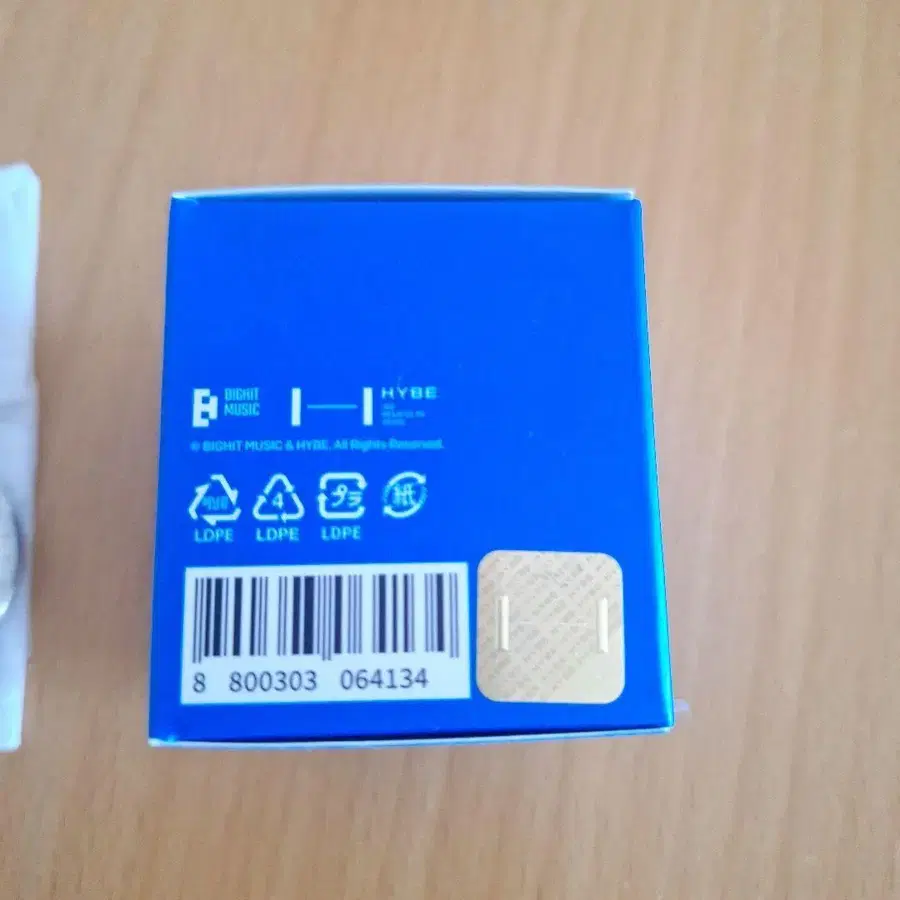 BIGHIT
MUSIC
HYBE
© BIGHIT MUSIC & HYBE. All Rights Reserved.
4
プラ
紙
LDPE
LDPE
LDPE
8 800303 064134